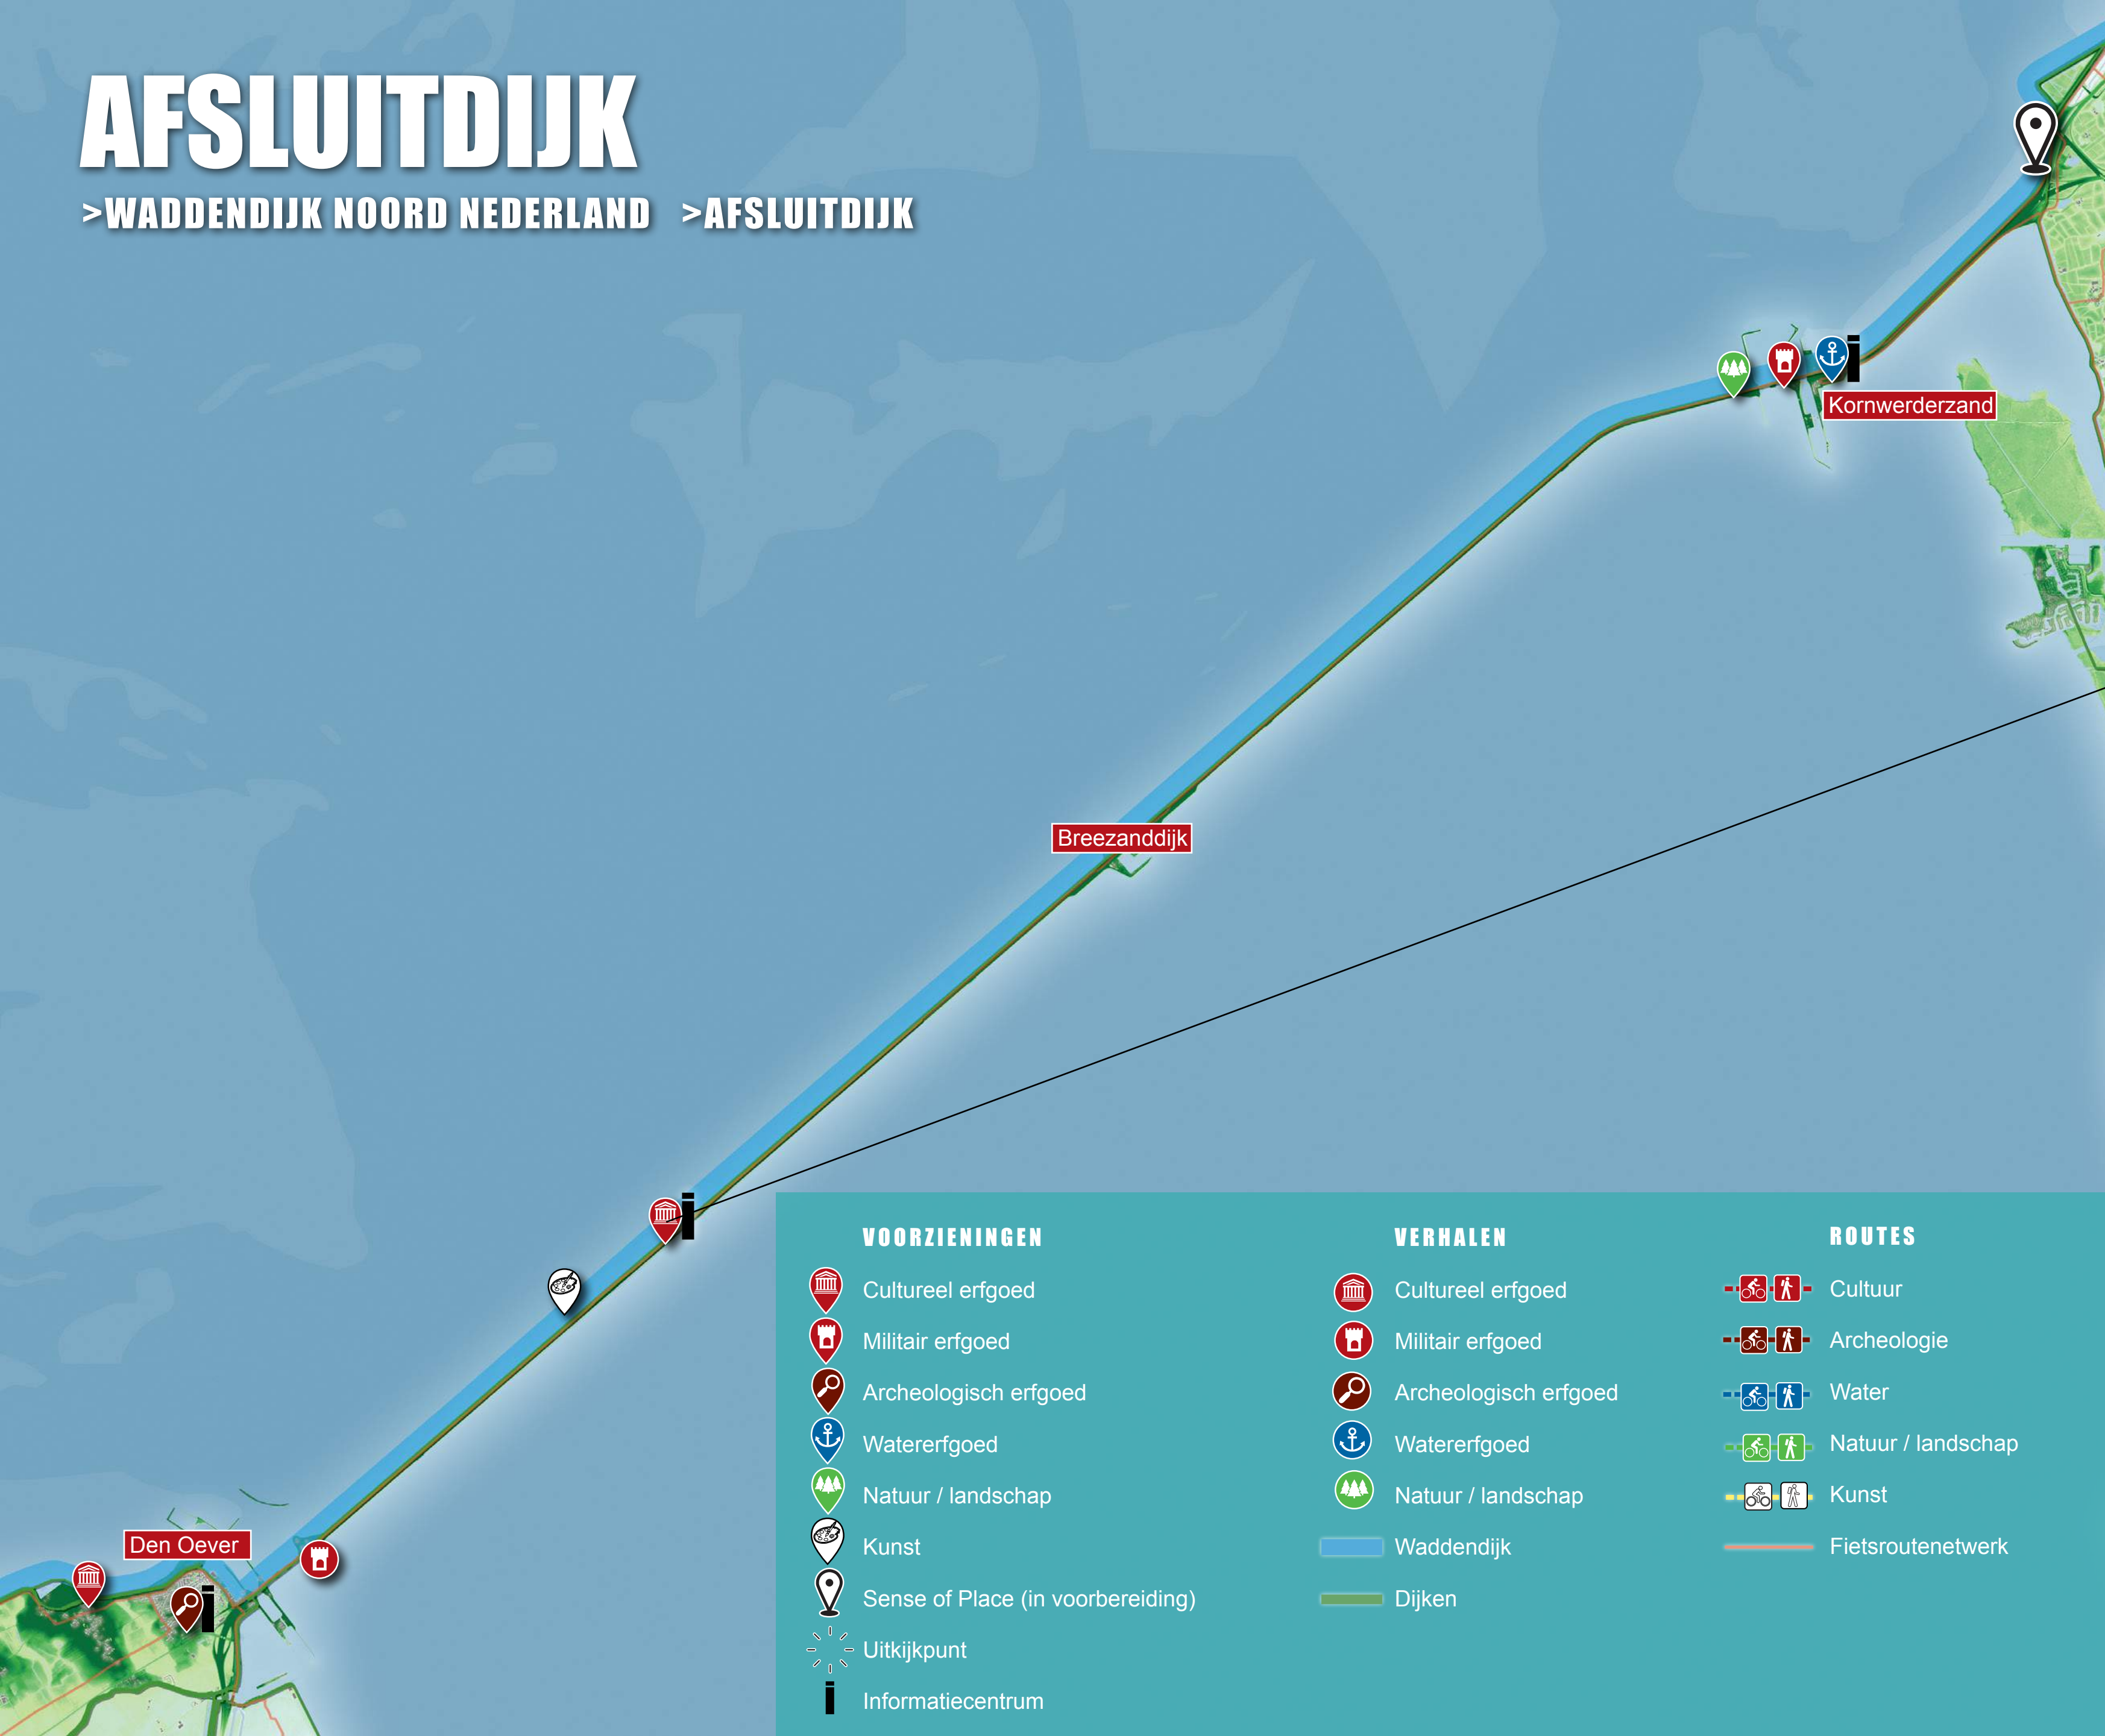 AFSLUITDIJK
>WADDENDIJK NOORD NEDERLAND >AFSLUITDIJK
Kornwerderzand
Breezanddijk
Den Oever
VOORZIENINGEN
Cultureel erfgoed
Militair erfgoed
Archeologisch erfgoed
Watererfgoed
Natuur / landschap
Kunst
Sense of Place (in voorbereiding)
Uitkijkpunt
Informatiecentrum
VERHALEN
Cultureel erfgoed
Militair erfgoed
Archeologisch erfgoed
Watererfgoed
Natuur / landschap
Waddendijk
Dijken
ROUTES
Cultuur
Archeologie
Water
Natuur / landschap
Kunst
Fietsroutenetwerk